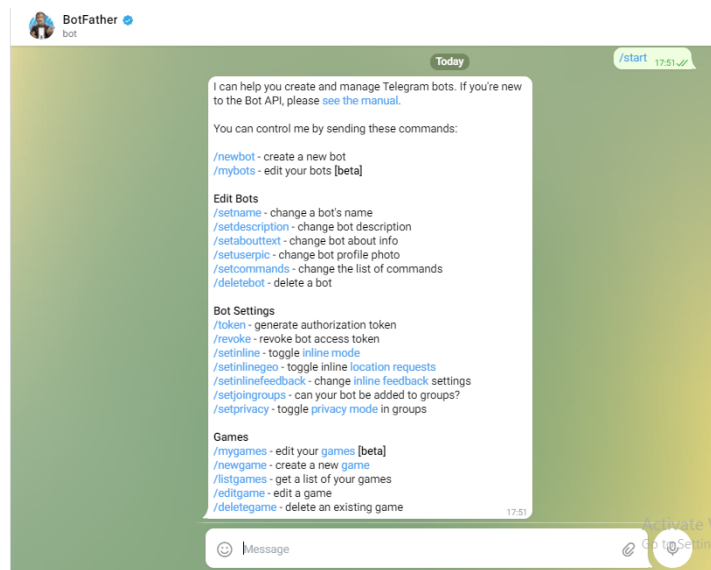 BotFather
bot
Today
/start 17:51
I can help you create and manage Telegram bots. If you're new
to the Bot API, please see the manual.
You can control me by sending these commands:
/newbot - create a new bot
/mybots - edit your bots [beta]
Edit Bots
/setname - change a bot's name
/setdescription - change bot description
/setabouttext - change bot about info
/setuserpic - change bot profile photo
/setcommands - change the list of commands
/deletebot - delete a bot
Bot Settings
/token - generate authorization token
/revoke - revoke bot access token
/setinline - toggle inline mode
/setinlinegeo - toggle inline location requests
/setinlinefeedback - change inline feedback settings
/setjoingroups - can your bot be added to groups?
/setprivacy - toggle privacy mode in groups
Games
/mygames - edit your games [beta]
/newgame - create a new game
/listgames - get a list of your games
/editgame - edit a game
/deletegame - delete an existing game
17:51
Activate
Message
Go to Settin